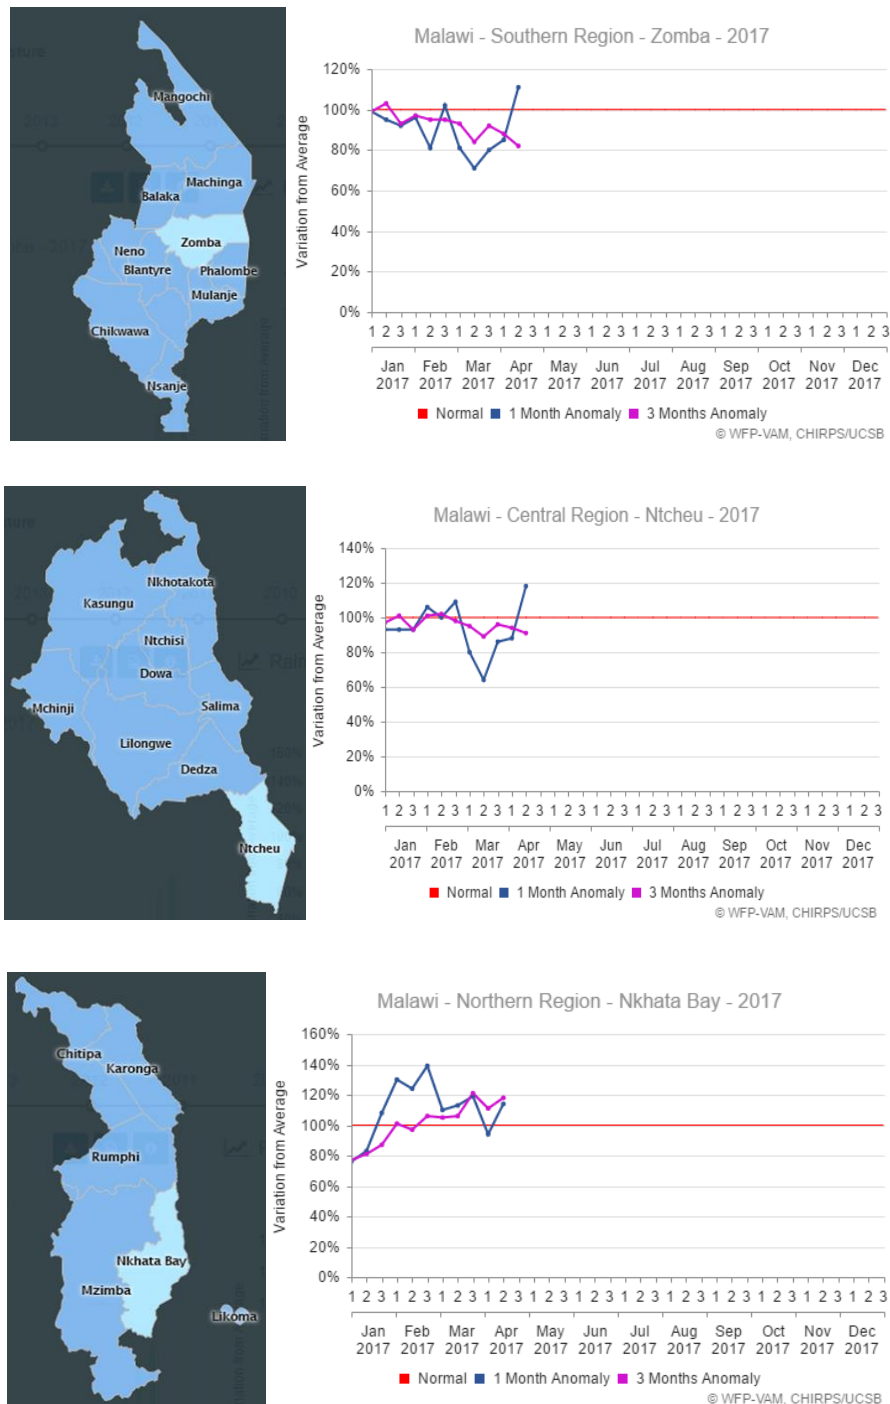 Malawi - Southern Region - Zomba - 2017
Mangochi
Machinga
Balaka
Zomba
Neno
Blantyre
Phalombe
Mulanje
Chikwawa
Nsanje
Variation from Average
120%
100%
80%
60%
40%
20%
0%
1 2 3 1 2 3 1 2 3 1 2 3 1 2 3 1 2 3 1 2 3 1 2 3 1 2 3 1 2 3 1 2 3 1 2 3
Jan Feb Mar Apr May Jun Jul Aug Sep Oct Nov Dec
2017 2017 2017 2017 2017 2017 2017 2017 2017 2017 2017 2017
Normal 1 Month Anomaly 3 Months Anomaly
© WFP-VAM, CHIRPS/UCSB
Malawi - Central Region - Ntcheu - 2017
Nkhotakota
Kasungu
Ntchisi
Dowa
Mchinji
Salima
Lilongwe
Dedza
Ntcheu
Variation from Average
140%
120%
100%
80%
60%
40%
20%
0%
1 2 3 1 2 3 1 2 3 1 2 3 1 2 3 1 2 3 1 2 3 1 2 3 1 2 3 1 2 3 1 2 3 1 2 3
Jan Feb Mar Apr May Jun Jul Aug Sep Oct Nov Dec
2017 2017 2017 2017 2017 2017 2017 2017 2017 2017 2017 2017
Normal 1 Month Anomaly 3 Months Anomaly
© WFP-VAM, CHIRPS/UCSB
Malawi - Northern Region - Nkhata Bay - 2017
Chitipa
Karonga
Rumphi
Nkhata Bay
Mzimba
Likoma
Variation from Average
160%
140%
120%
100%
80%
60%
40%
20%
0%
1 2 3 1 2 3 1 2 3 1 2 3 1 2 3 1 2 3 1 2 3 1 2 3 1 2 3 1 2 3 1 2 3 1 2 3
Jan Feb Mar Apr May Jun Jul Aug Sep Oct Nov Dec
2017 2017 2017 2017 2017 2017 2017 2017 2017 2017 2017 2017
Normal 1 Month Anomaly 3 Months Anomaly
© WFP-VAM. CHIRPS/UCSB